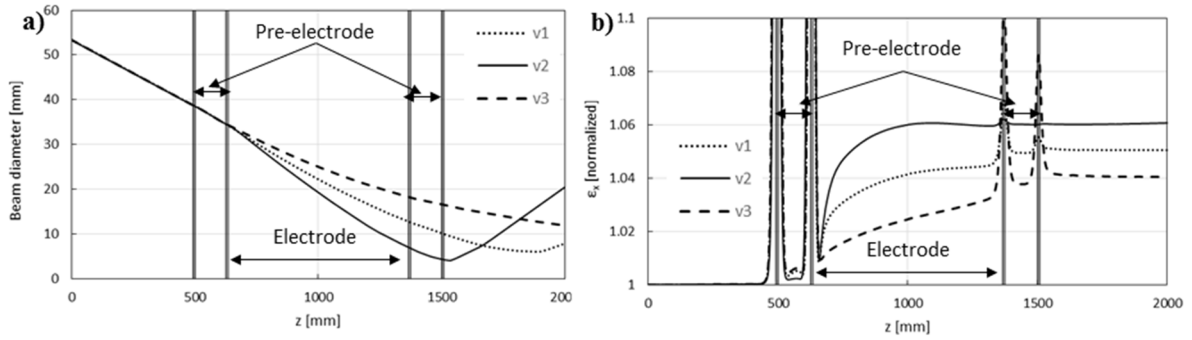 a)
60
50
40
30
20
10
0
Beam diameter [mm]
Pre-electrode
v1
v2
v3
Electrode
0
500
1000
1500
200
z [mm]
b)
1.1
1.08
1.06
1.04
1.02
1
εx [normalized]
Pre-electrode
v1
v2
v3
Electrode
0
500
1000
1500
2000
z [mm]